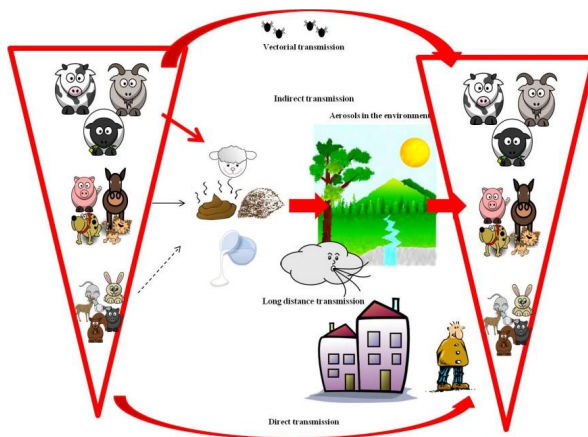 Vectorial transmission
Indirect transmission
Aerosols in the environment
Long distance transmission
Direct transmission